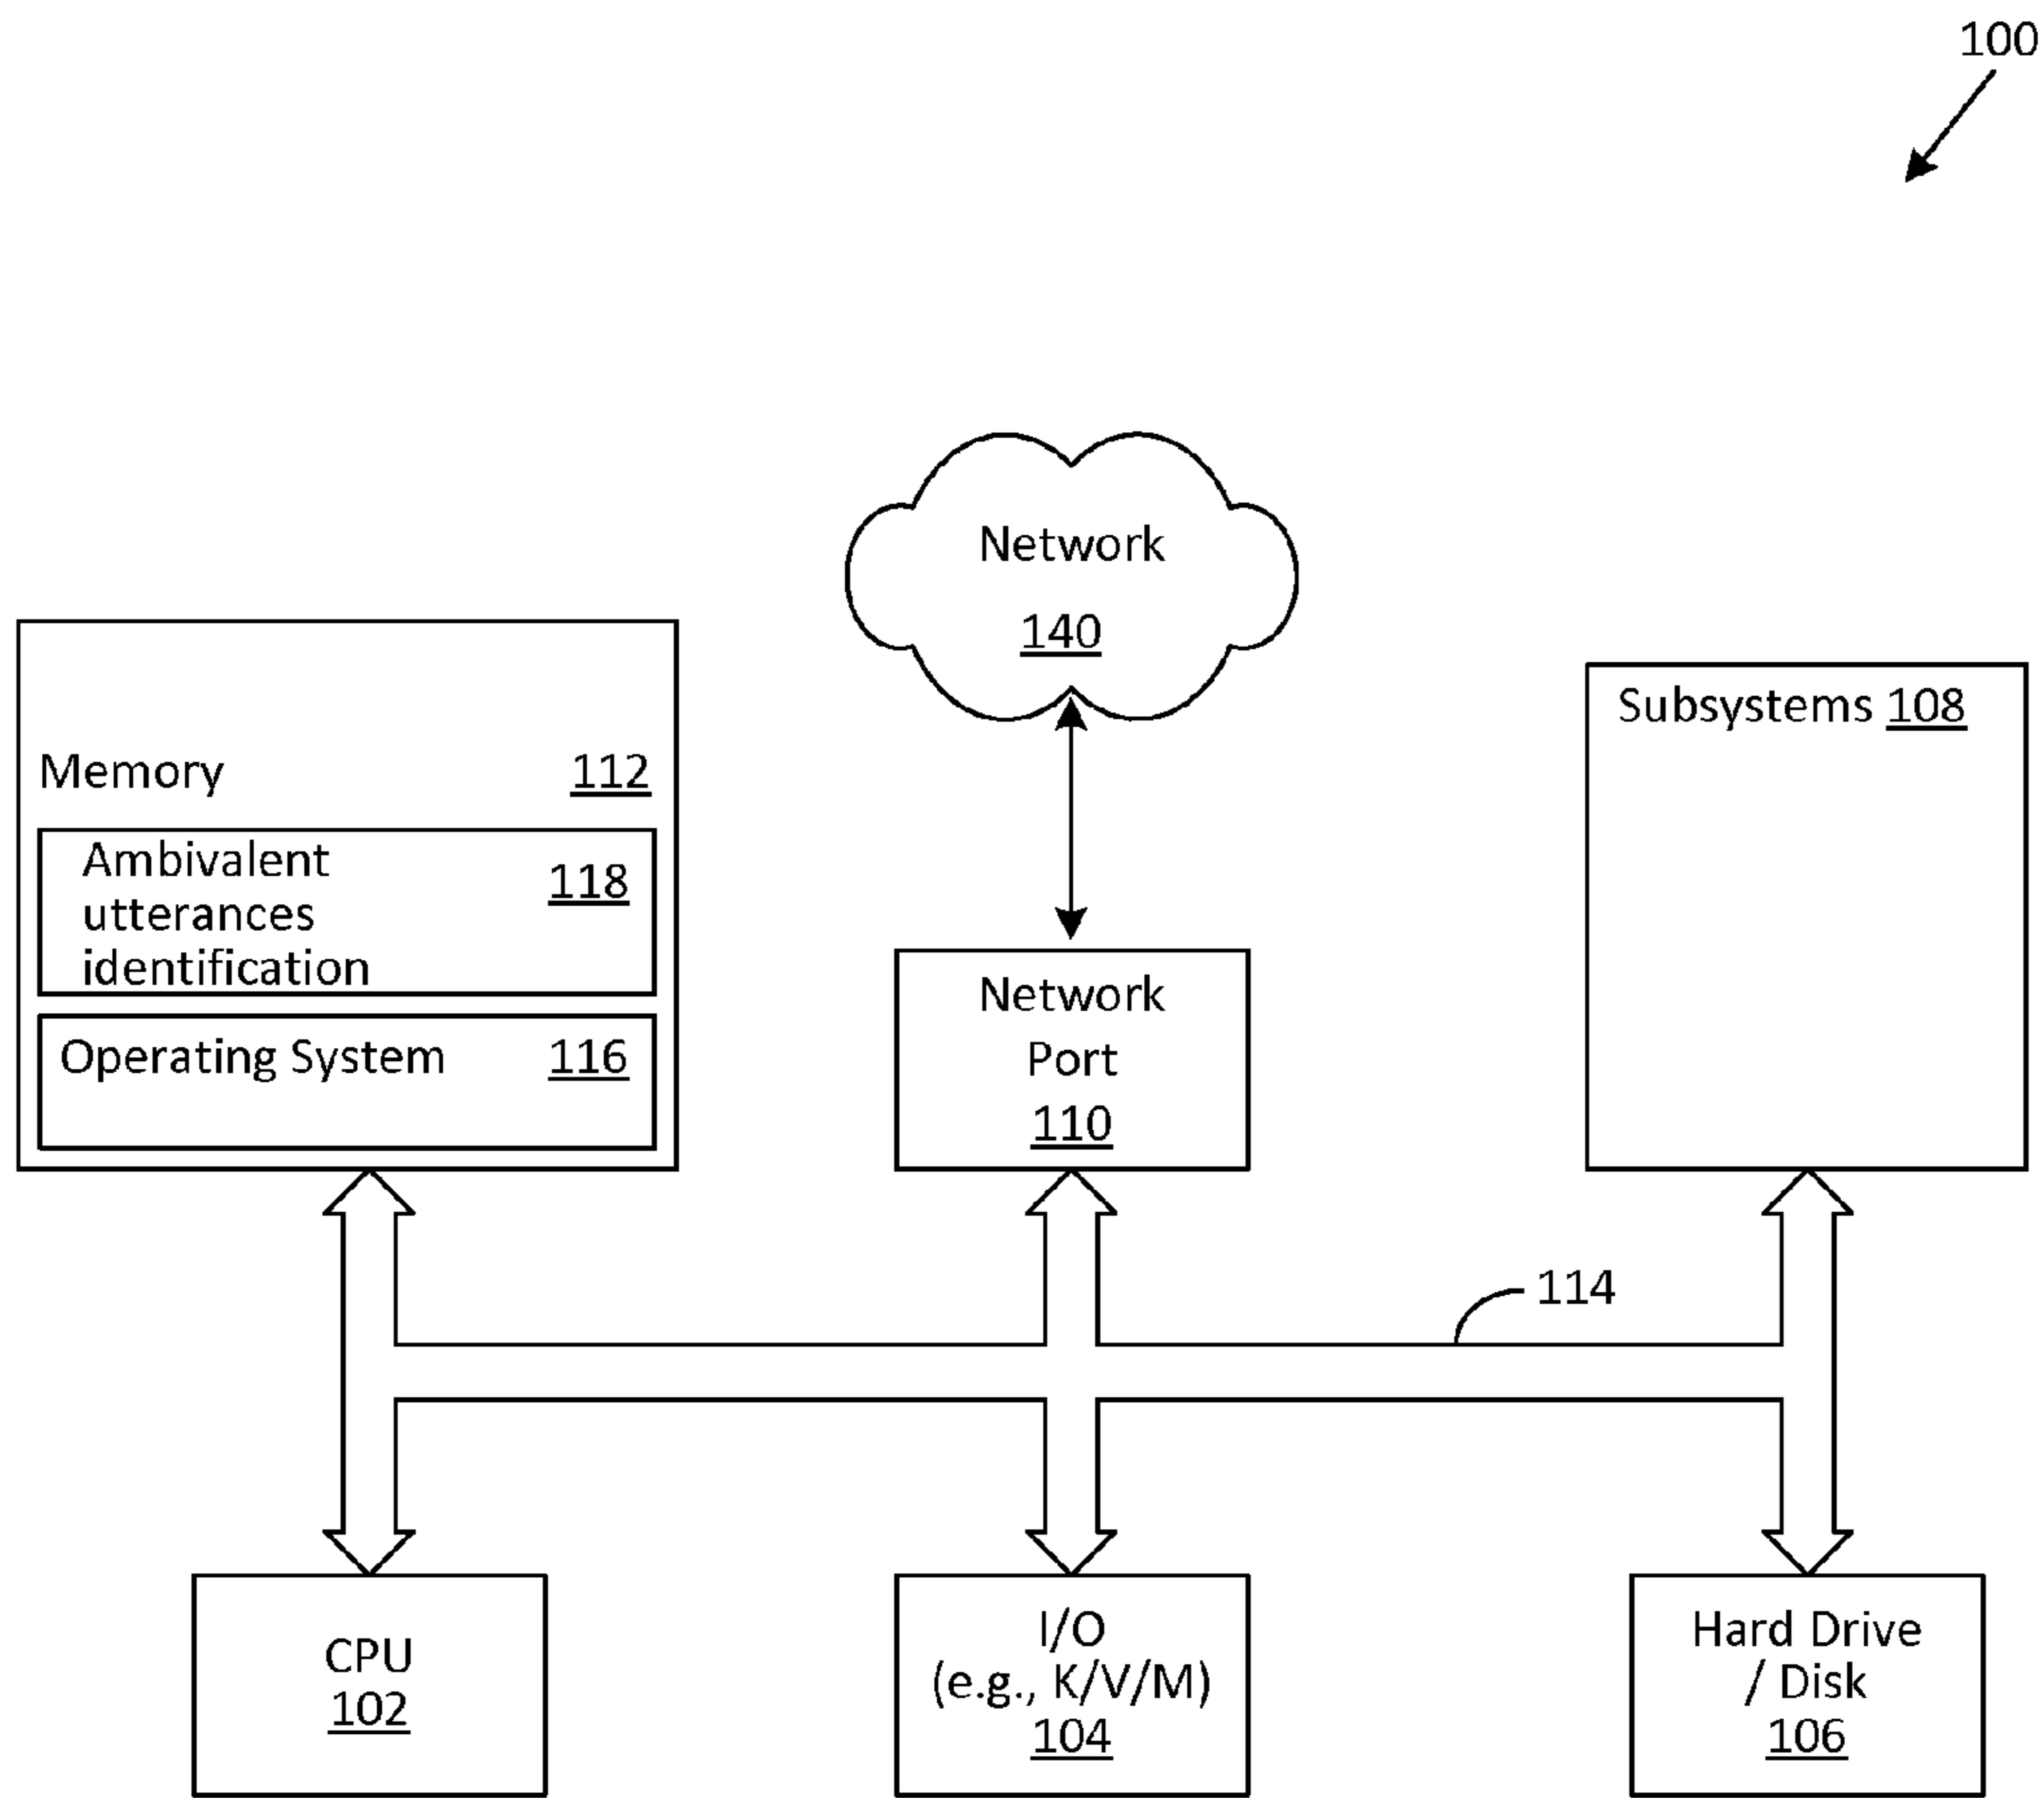 100
Network
140
Memory 112
Ambivalent 118
utterances
identification
Operating System 116
Network
Port
110
Subsystems 108
114
CPU
102
I/O
(e.g., K/V/M)
104
Hard Drive
/ Disk
106